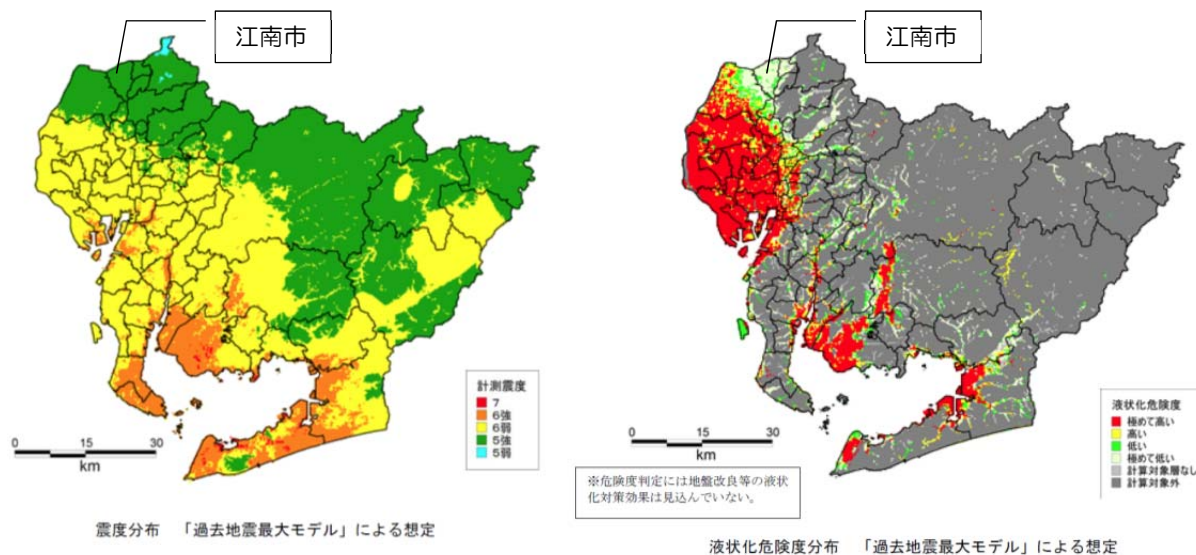 江南市
計測震度
7
6強
6弱
5強
5弱
0 15 30
km
震度分布 「過去地震最大モデル」による想定
江南市
液状化危険度
極めて高い
高い
低い
極めて低い
計算対象層なし
計算対象外
0 15 30
km
※危険度判定には地盤改良等の液状
化対策効果は見込んでいない。
液状化危険度分布 「過去地震最大モデル」による想定